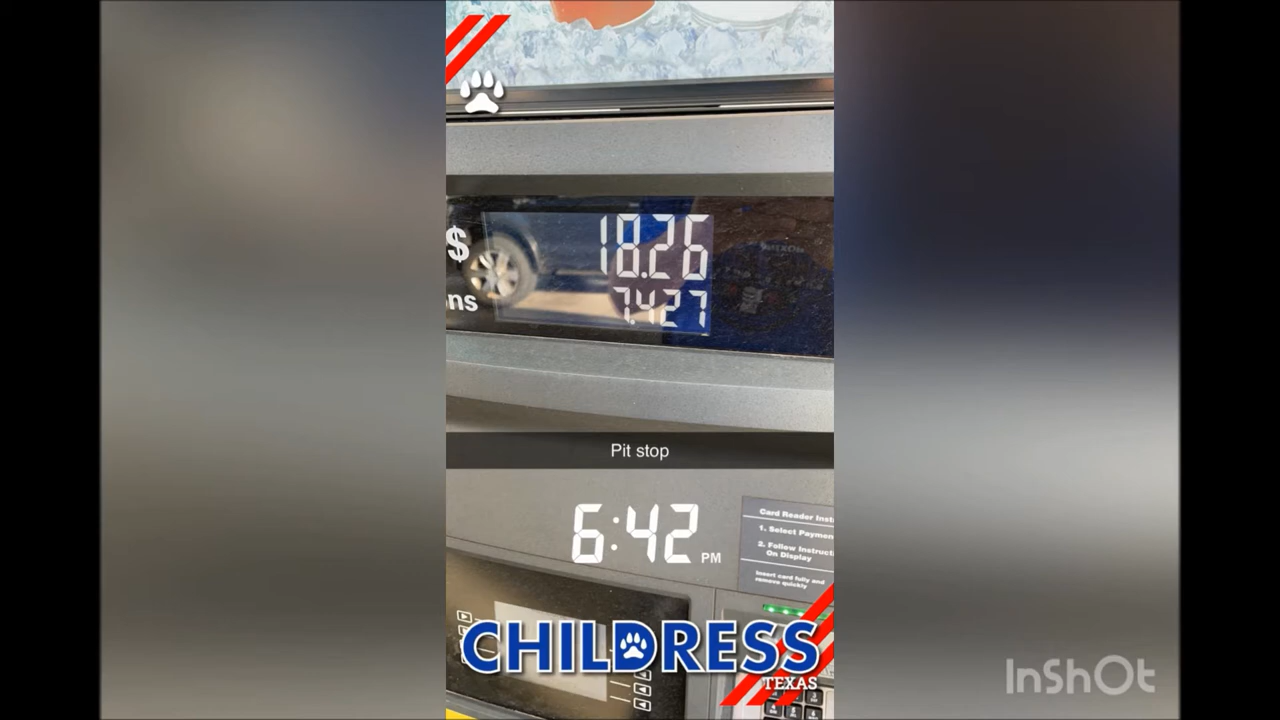 $ 18.26
ns 7.427
Pit stop
6:42 PM
Card Reader Inst
1. Select Paymen
2. Follow Instruct
On Display
Insert card fully and
remove quickly
CHILDRESS
TEXAS
InShOt